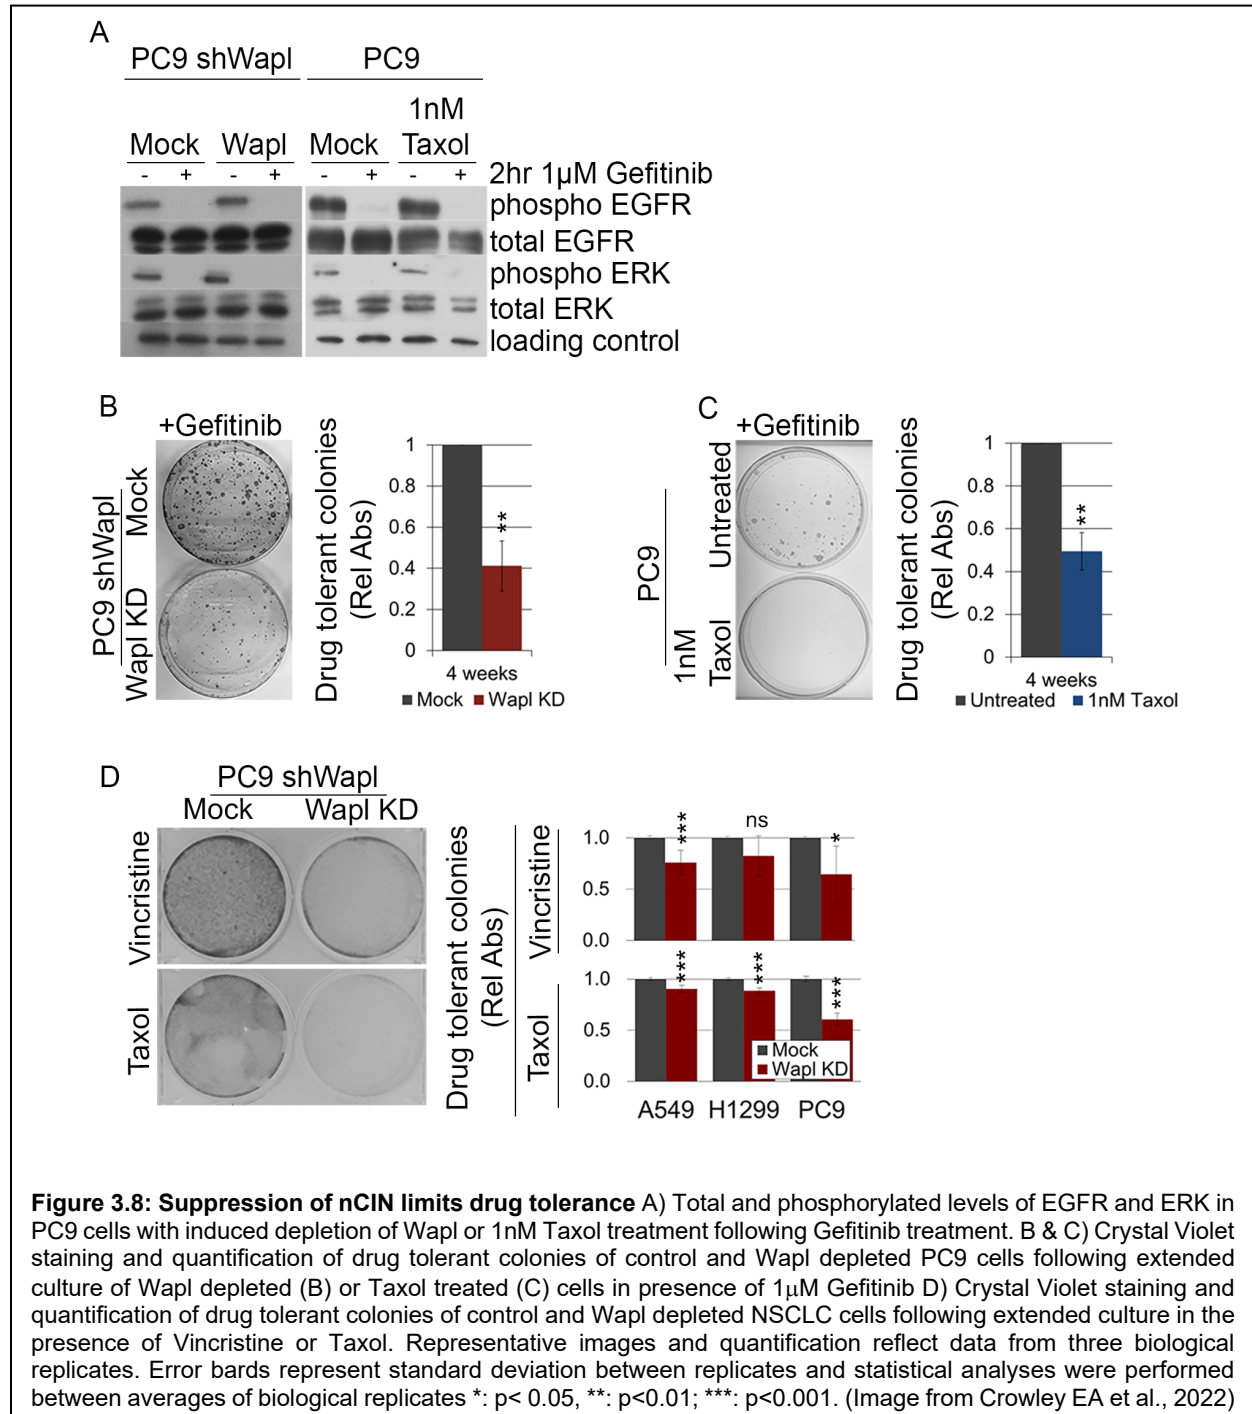 A
PC9 shWapl PC9
1nM
Mock Wapl Mock Taxol
- + - + - + - + 2hr 1µM Gefitinib
phospho EGFR
total EGFR
phospho ERK
total ERK
loading control
B
+Gefitinib
PC9 shWapl
Mock
Wapl KD
Drug tolerant colonies
(Rel Abs)
1
0.8
0.6
0.4
0.2
0
**
4 weeks
Mock Wapl KD
C
+Gefitinib
PC9
Untreated
1nM
Taxol
Drug tolerant colonies
(Rel Abs)
1
0.8
0.6
0.4
0.2
0
**
4 weeks
Untreated 1nM Taxol
D
PC9 shWapl
Mock Wapl KD
Vincristine
Taxol
Drug tolerant colonies
(Rel Abs)
Vincristine
1.0
0.5
0.0
*** ns *
Taxol
1.0
0.5
0.0
*** *** ***
Mock
Wapl KD
A549 H1299 PC9
Figure 3.8: Suppression of nCIN limits drug tolerance A) Total and phosphorylated levels of EGFR and ERK in
PC9 cells with induced depletion of Wapl or 1nM Taxol treatment following Gefitinib treatment. B & C) Crystal Violet
staining and quantification of drug tolerant colonies of control and Wapl depleted PC9 cells following extended
culture of Wapl depleted (B) or Taxol treated (C) cells in presence of 1µM Gefitinib D) Crystal Violet staining and
quantification of drug tolerant colonies of control and Wapl depleted NSCLC cells following extended culture in the
presence of Vincristine or Taxol. Representative images and quantification reflect data from three biological
replicates. Error bards represent standard deviation between replicates and statistical analyses were performed
between averages of biological replicates *: p< 0.05, **: p<0.01; ***: p<0.001. (Image from Crowley EA et al., 2022)